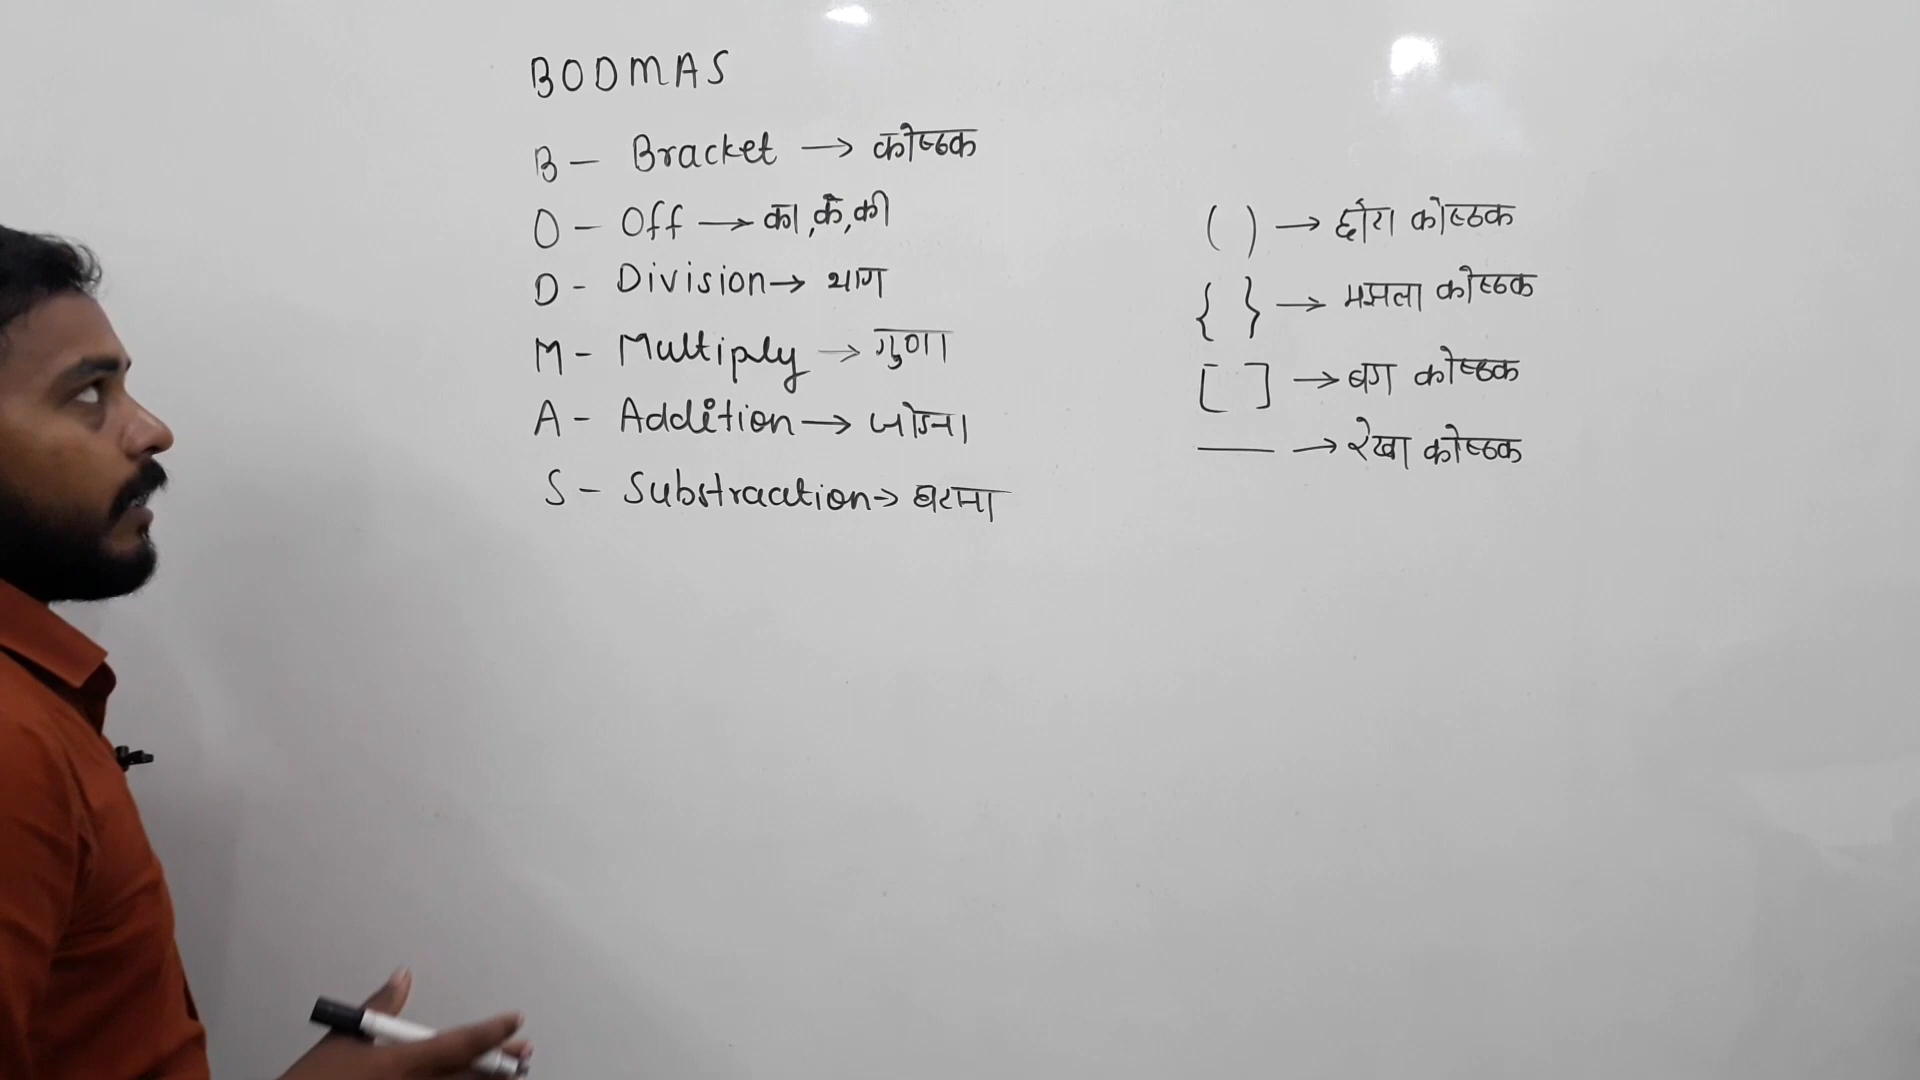 BODMAS
B - Bracket → कोष्ठक
O - Off → का, के, की
D - Division → भाग
M - Multiply → गुणा
A - Addition → जोड़ना
S - Substraction → घटाना
( ) → छोटा कोष्ठक
{ } → मझला कोष्ठक
[ ] → बड़ा कोष्ठक
— → रेखा कोष्ठक